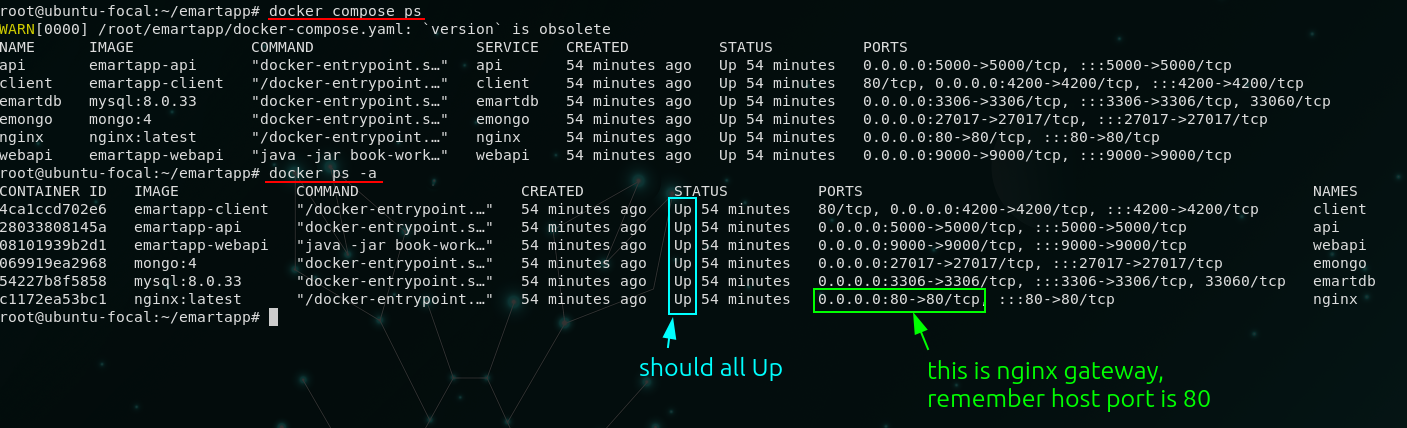 root@ubuntu-focal:~/emartapp# docker compose ps
WARN[0000] /root/emartapp/docker-compose.yaml: `version` is obsolete
NAME      IMAGE             COMMAND                  SERVICE   CREATED          STATUS          PORTS
api       emartapp-api      "docker-entrypoint.s…"   api       54 minutes ago   Up 54 minutes   0.0.0.0:5000->5000/tcp, :::5000->5000/tcp
client    emartapp-client   "/docker-entrypoint.…"   client    54 minutes ago   Up 54 minutes   80/tcp, 0.0.0.0:4200->4200/tcp, :::4200->4200/tcp
emartdb   mysql:8.0.33      "docker-entrypoint.s…"   emartdb   54 minutes ago   Up 54 minutes   0.0.0.0:3306->3306/tcp, :::3306->3306/tcp, 33060/tcp
emongo    mongo:4           "docker-entrypoint.s…"   emongo    54 minutes ago   Up 54 minutes   0.0.0.0:27017->27017/tcp, :::27017->27017/tcp
nginx     nginx:latest      "/docker-entrypoint.…"   nginx     54 minutes ago   Up 54 minutes   0.0.0.0:80->80/tcp, :::80->80/tcp
webapi    emartapp-webapi   "java -jar book-work…"   webapi    54 minutes ago   Up 54 minutes   0.0.0.0:9000->9000/tcp, :::9000->9000/tcp
root@ubuntu-focal:~/emartapp# docker ps -a
CONTAINER ID   IMAGE             COMMAND                  CREATED          STATUS          PORTS                                                  NAMES
4ca1ccd702e6   emartapp-client   "/docker-entrypoint.…"   54 minutes ago   Up 54 minutes   80/tcp, 0.0.0.0:4200->4200/tcp, :::4200->4200/tcp      client
28033808145a   emartapp-api      "docker-entrypoint.s…"   54 minutes ago   Up 54 minutes   0.0.0.0:5000->5000/tcp, :::5000->5000/tcp              api
08101939b2d1   emartapp-webapi   "java -jar book-work…"   54 minutes ago   Up 54 minutes   0.0.0.0:9000->9000/tcp, :::9000->9000/tcp              webapi
069919ea2968   mongo:4           "docker-entrypoint.s…"   54 minutes ago   Up 54 minutes   0.0.0.0:27017->27017/tcp, :::27017->27017/tcp          emongo
54227b8f5858   mysql:8.0.33      "docker-entrypoint.s…"   54 minutes ago   Up 54 minutes   0.0.0.0:3306->3306/tcp, :::3306->3306/tcp, 33060/tcp   emartdb
c1172ea53bc1   nginx:latest      "/docker-entrypoint.…"   54 minutes ago   Up 54 minutes   0.0.0.0:80->80/tcp, :::80->80/tcp                      nginx
root@ubuntu-focal:~/emartapp#
should all Up
this is nginx gateway,
remember host port is 80